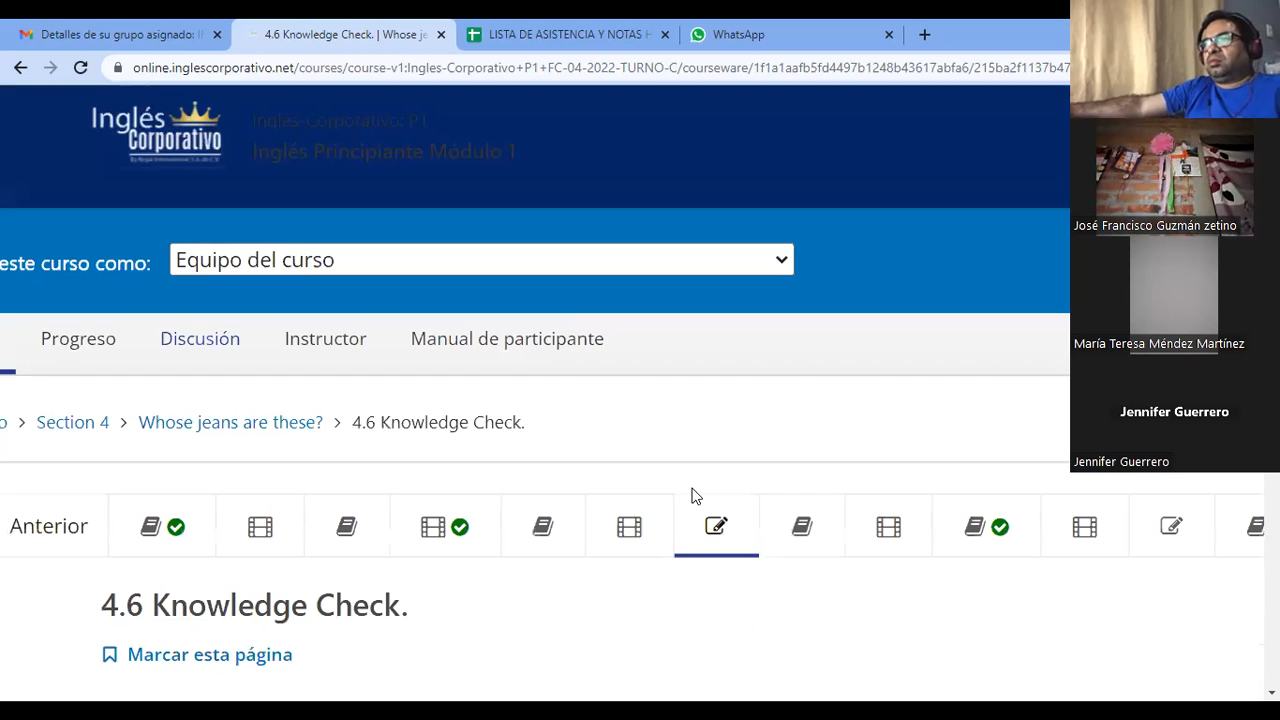 Detalles de su grupo asignado: I
4.6 Knowledge Check. | Whose je
LISTA DE ASISTENCIA Y NOTAS H
WhatsApp
online.inglescorporativo.net/courses/course-v1:Ingles-Corporativo+P1+FC-04-2022-TURNO-C/courseware/1f1a1aafb5fd4497b1248b43617abfa6/215ba2f1137b47
Inglés
Corporativo
Ingles-Corporativo: P1
Inglés Principiante Módulo 1
este curso como:
Equipo del curso
Progreso
Discusión
Instructor
Manual de participante
o > Section 4 > Whose jeans are these? > 4.6 Knowledge Check.
Anterior
4.6 Knowledge Check.
Marcar esta página
José Francisco Guzmán zetino
María Teresa Méndez Martínez
Jennifer Guerrero
Jennifer Guerrero